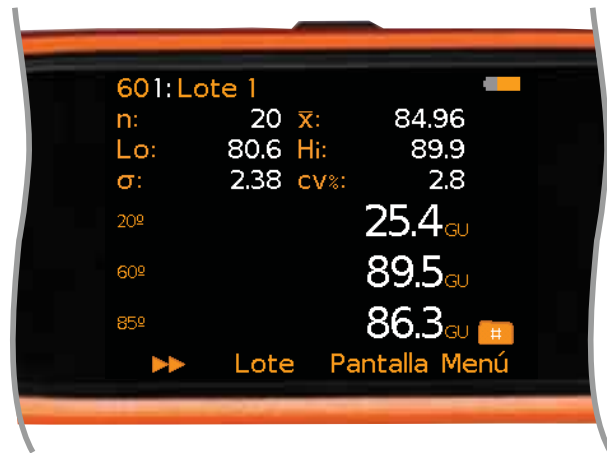 601: Lote 1
n: 20 x̅: 84.96
Lo: 80.6 Hi: 89.9
σ: 2.38 cv%: 2.8
20º 25.4GU
60º 89.5GU
85º 86.3GU #
Lote Pantalla Menú